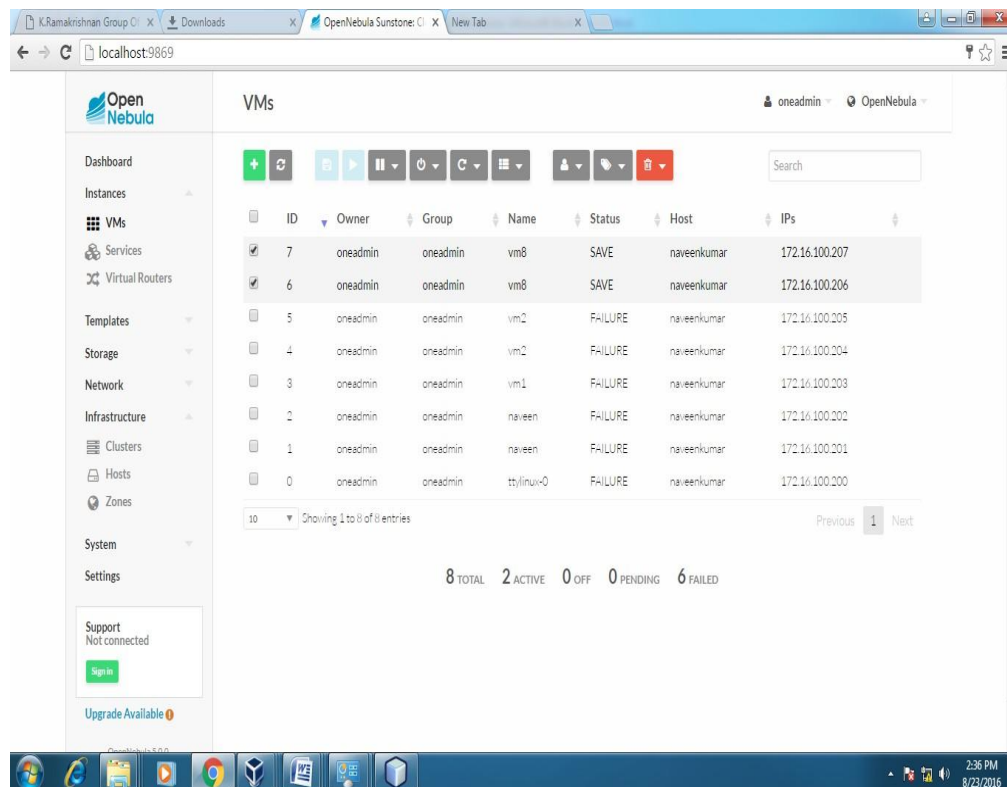 K.Ramakrishnan Group Of
Downloads
OpenNebula Sunstone: Cl
New Tab
localhost:9869
Open
Nebula
VMs
oneadmin
OpenNebula
Dashboard
Instances
VMs
Services
Virtual Routers
Templates
Storage
Network
Infrastructure
Clusters
Hosts
Zones
System
Settings
Support
Not connected
Sign in
Upgrade Available
OpenNebula 5.0.0
Search
ID Owner Group Name Status Host IPs
7 oneadmin oneadmin vm8 SAVE naveenkumar 172.16.100.207
6 oneadmin oneadmin vm8 SAVE naveenkumar 172.16.100.206
5 oneadmin oneadmin vm2 FAILURE naveenkumar 172.16.100.205
4 oneadmin oneadmin vm2 FAILURE naveenkumar 172.16.100.204
3 oneadmin oneadmin vm1 FAILURE naveenkumar 172.16.100.203
2 oneadmin oneadmin naveen FAILURE naveenkumar 172.16.100.202
1 oneadmin oneadmin naveen FAILURE naveenkumar 172.16.100.201
0 oneadmin oneadmin ttylinux-0 FAILURE naveenkumar 172.16.100.200
10 Showing 1 to 8 of 8 entries
Previous 1 Next
8 TOTAL 2 ACTIVE 0 OFF 0 PENDING 6 FAILED
2:36 PM
8/23/2016